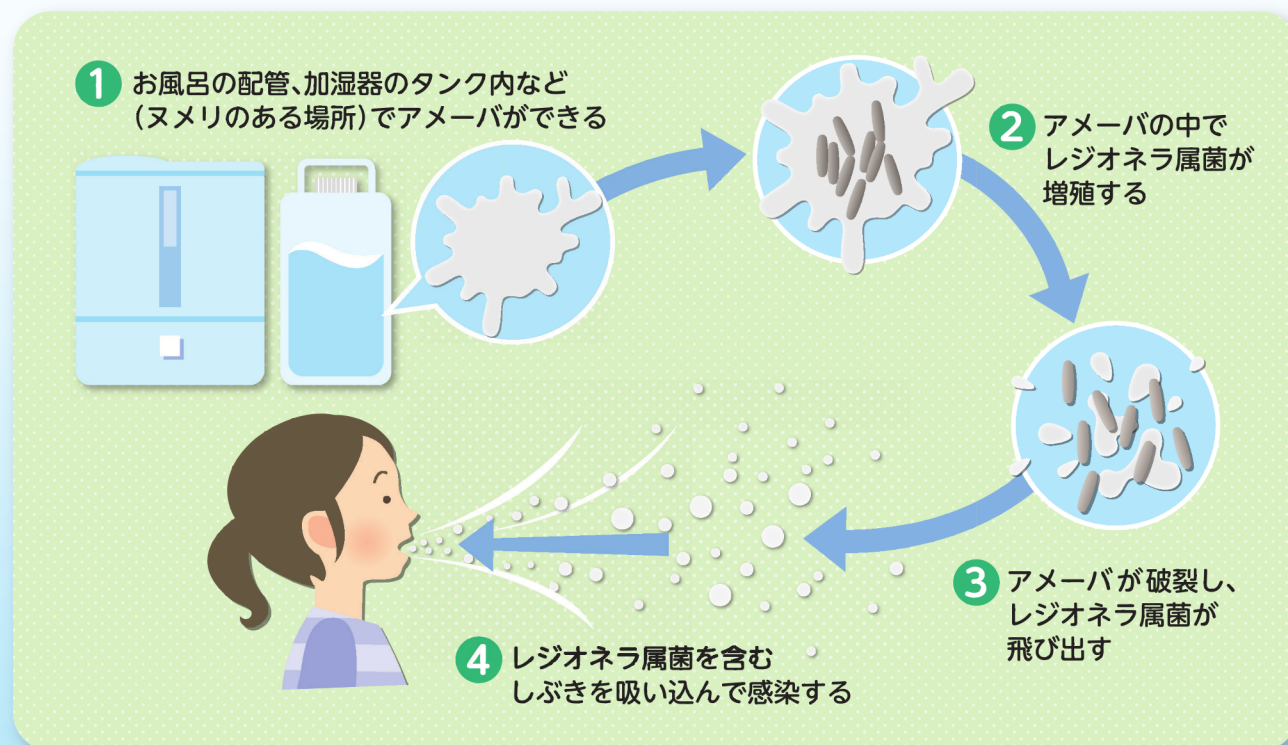 1 お風呂の配管、加湿器のタンク内など
（ヌメリのある場所）でアメーバができる
2 アメーバの中で
レジオネラ属菌が
増殖する
3 アメーバが破裂し、
レジオネラ属菌が
飛び出す
4 レジオネラ属菌を含む
しぶきを吸い込んで感染する